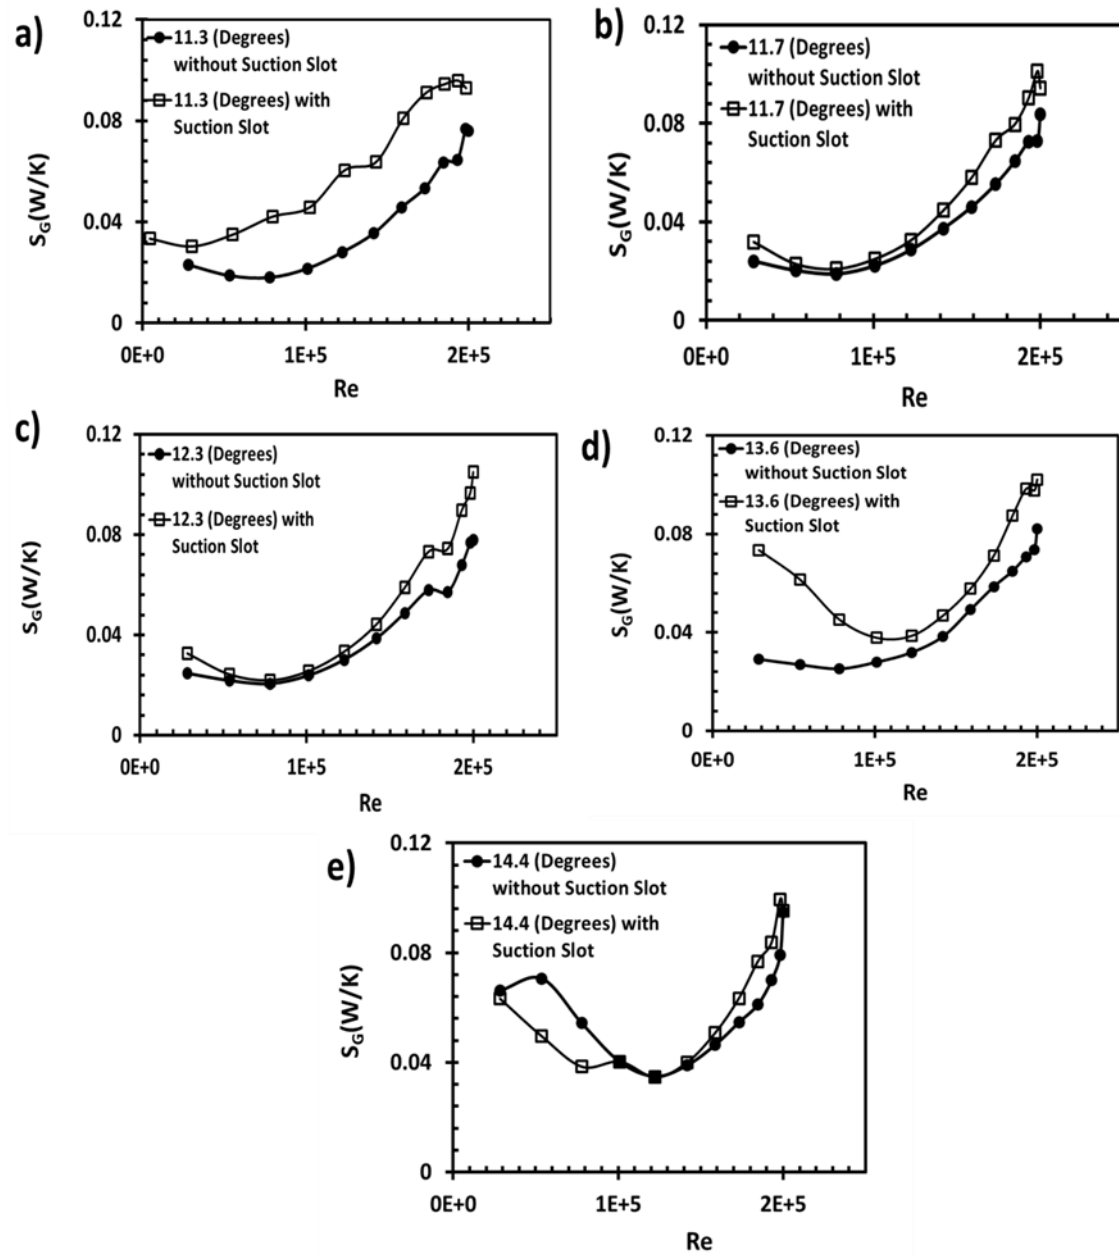 a)
0.12
0.08
0.04
0
S_G(W/K)
11.3 (Degrees)
without Suction Slot
11.3 (Degrees) with
Suction Slot
0E+0 1E+5 2E+5
Re
b)
0.12
0.08
0.04
0
S_G(W/K)
11.7 (Degrees)
without Suction Slot
11.7 (Degrees) with
Suction Slot
0E+0 1E+5 2E+5
Re
c)
0.12
0.08
0.04
0
S_G(W/K)
12.3 (Degrees)
without Suction Slot
12.3 (Degrees) with
Suction Slot
0E+0 1E+5 2E+5
Re
d)
0.12
0.08
0.04
0
S_G(W/K)
13.6 (Degrees)
without Suction Slot
13.6 (Degrees) with
Suction Slot
0E+0 1E+5 2E+5
Re
e)
0.12
0.08
0.04
0
S_G(W/K)
14.4 (Degrees)
without Suction Slot
14.4 (Degrees) with
Suction Slot
0E+0 1E+5 2E+5
Re